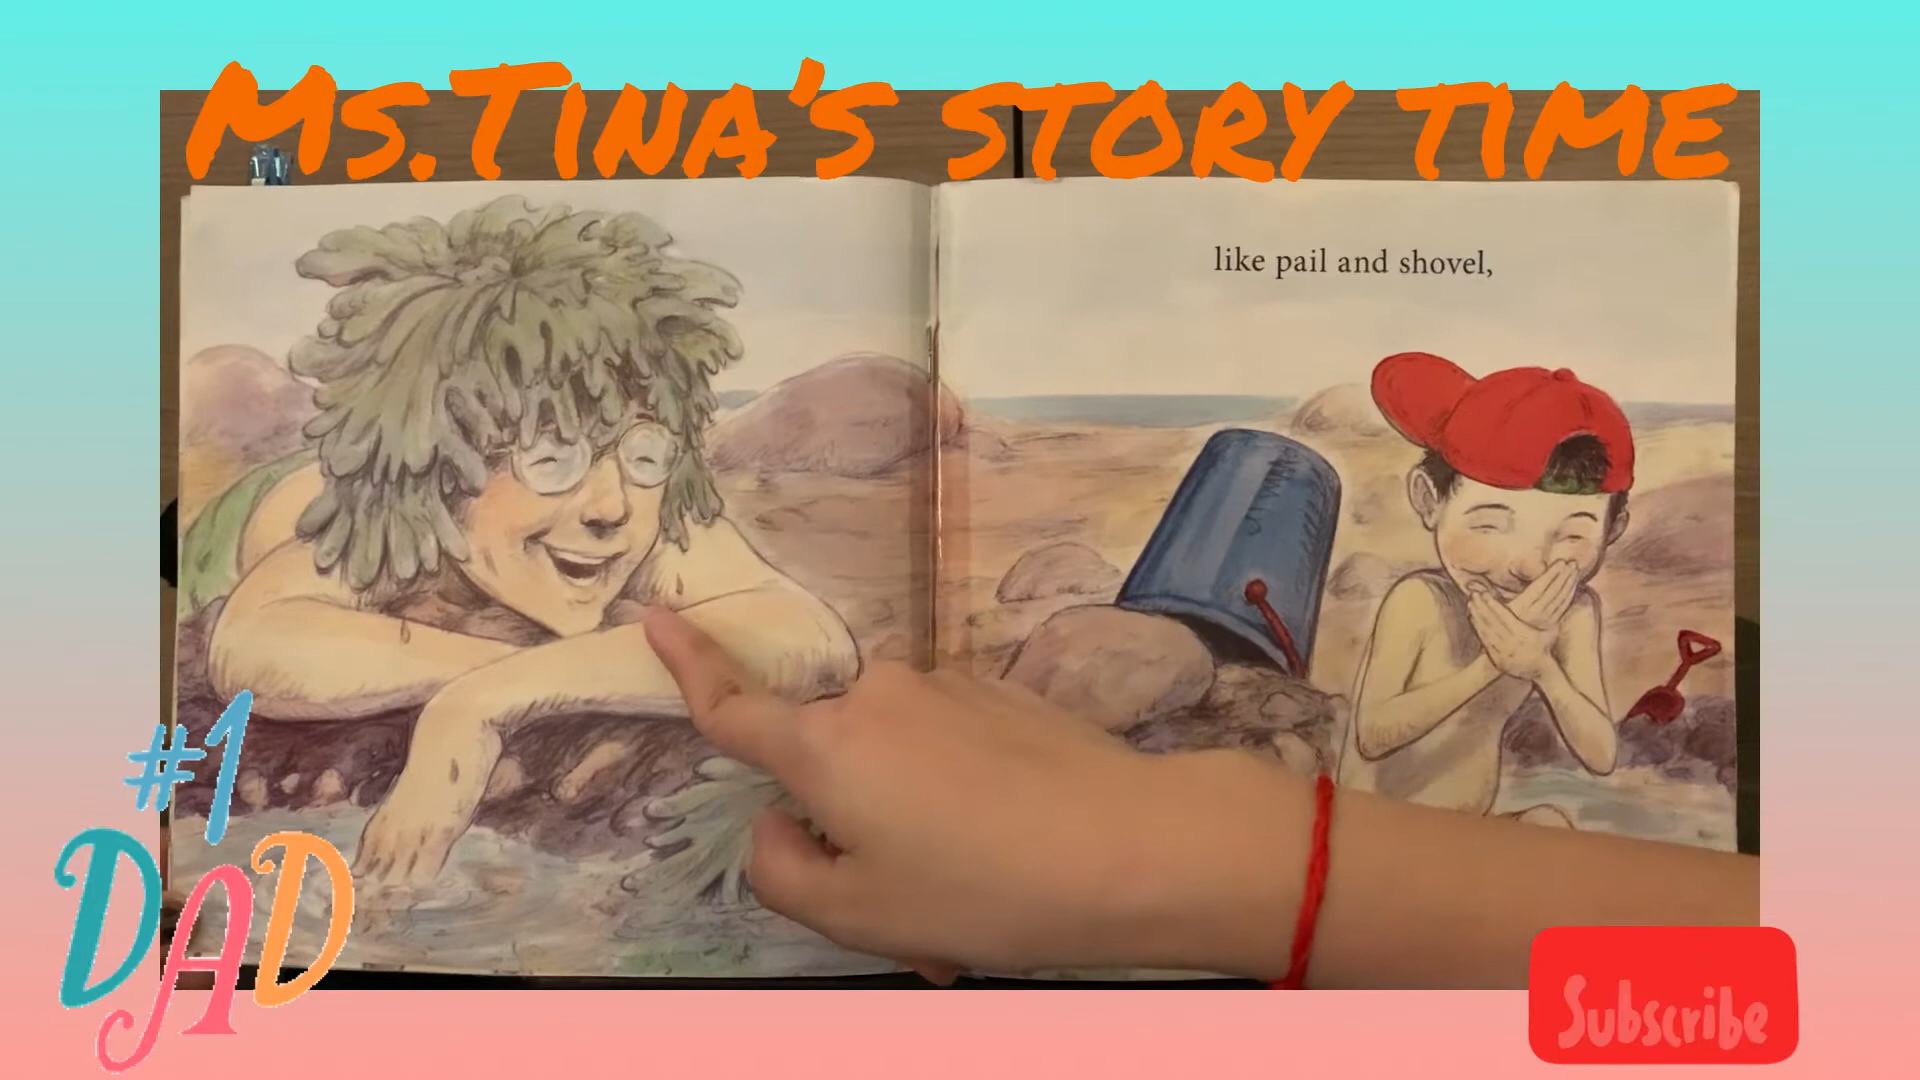 Ms.Tina's story time
like pail and shovel,
#1
DAD
Subscribe